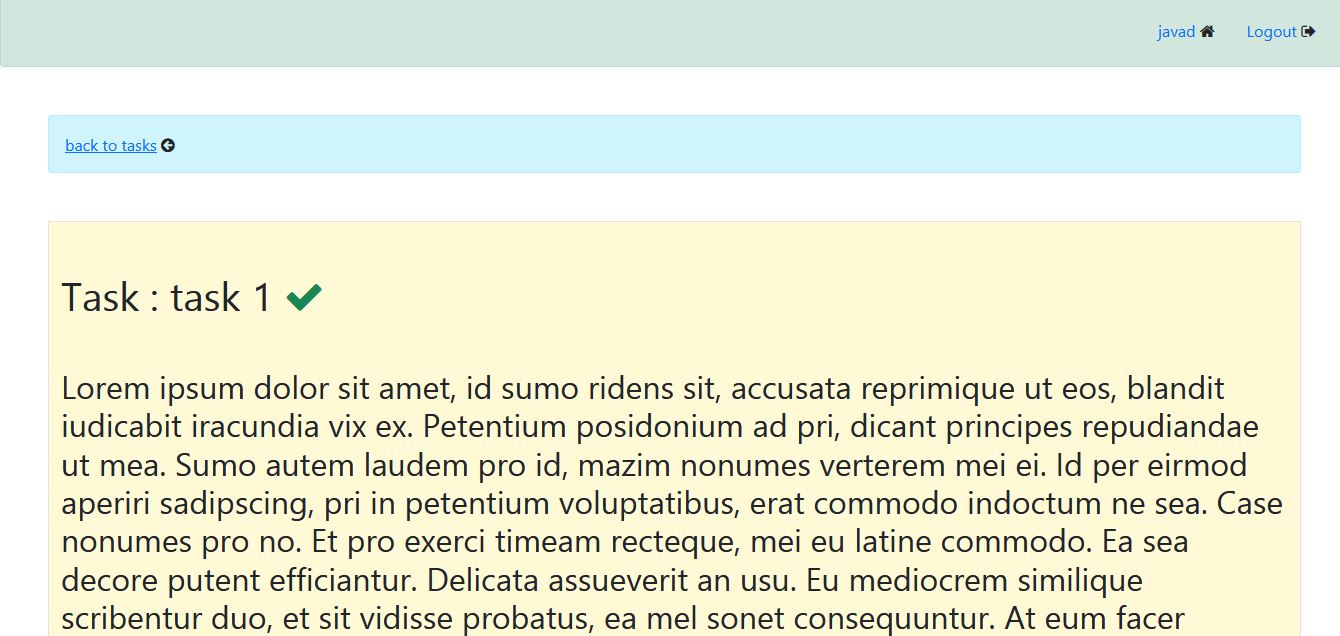 javad Logout
back to tasks
Task : task 1
Lorem ipsum dolor sit amet, id sumo ridens sit, accusata reprimique ut eos, blandit
iudicabit iracundia vix ex. Petentium posidonium ad pri, dicant principes repudiandae
ut mea. Sumo autem laudem pro id, mazim nonumes verterem mei ei. Id per eirmod
aperiri sadipscing, pri in petentium voluptatibus, erat commodo indoctum ne sea. Case
nonumes pro no. Et pro exerci timeam recteque, mei eu latine commodo. Ea sea
decore putent efficiantur. Delicata assueverit an usu. Eu mediocrem similique
scribentur duo, et sit vidisse probatus, ea mel sonet consequuntur. At eum facer